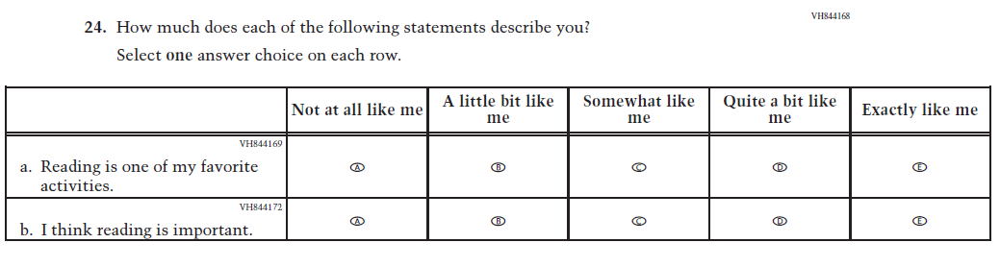 VH844168
24. How much does each of the following statements describe you?
Select one answer choice on each row.
Not at all like me
A little bit like
me
Somewhat like
me
Quite a bit like
me
Exactly like me
VH844169
a. Reading is one of my favorite
activities.
A B C D E
VH844172
b. I think reading is important.
A B C D E